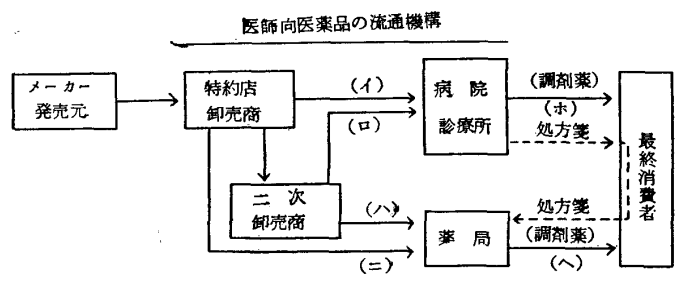 医師向医薬品の流通機構
メーカー
発売元
特約店
卸売商
(イ)
(ロ)
病院
診療所
(調剤薬)
(ホ)
処方箋
最終消費者
二次
卸売商
(ハ)
(ニ)
薬局
処方箋
(調剤薬)
(ヘ)